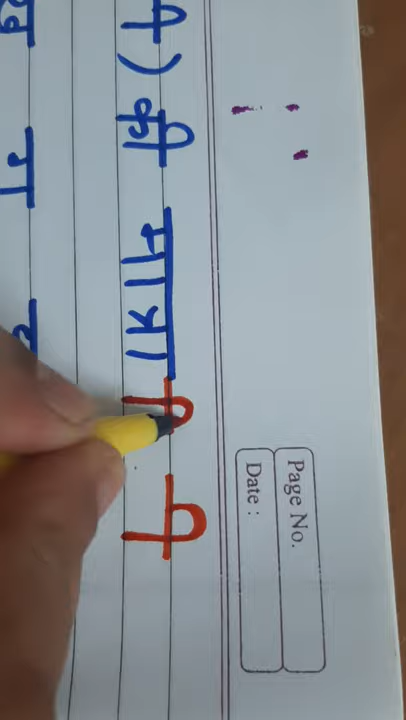 Page No.
Date :
ी) की मात्रा ि ी